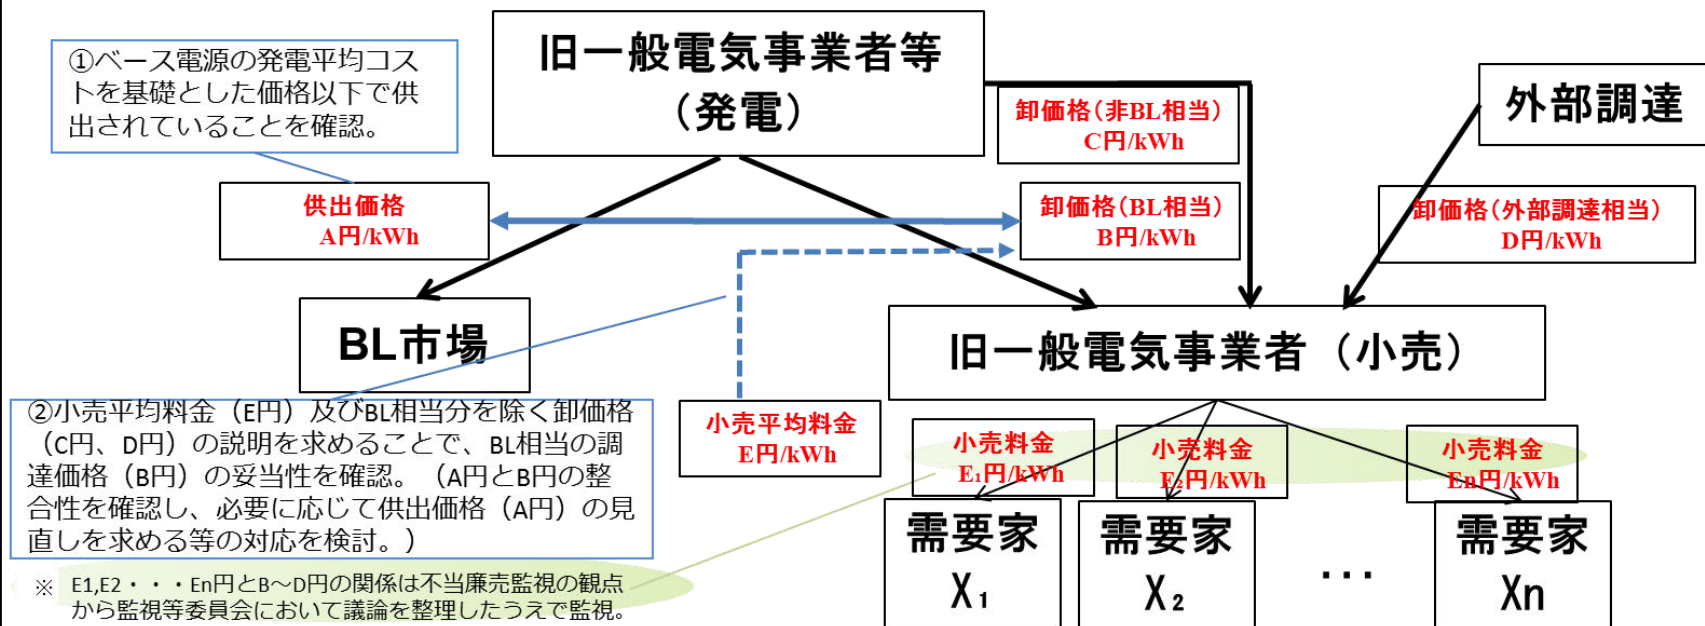 ①ベース電源の発電平均コス
トを基礎とした価格以下で供
出されていることを確認。
旧一般電気事業者等
（発電）
外部調達
卸価格（非BL相当）
C円/kWh
供出価格
A円/kWh
卸価格（BL相当）
B円/kWh
卸価格（外部調達相当）
D円/kWh
BL市場
旧一般電気事業者（小売）
②小売平均料金（E円）及びBL相当分を除く卸価格
（C円、D円）の説明を求めることで、BL相当の調
達価格（B円）の妥当性を確認。（A円とB円の整
合性を確認し、必要に応じて供出価格（A円）の見
直しを求める等の対応を検討。）
小売平均料金
E円/kWh
小売料金
E₁円/kWh
小売料金
E₂円/kWh
小売料金
En円/kWh
需要家
X₁
需要家
X₂
･･･
需要家
Xn
※ E1,E2・・・En円とB～D円の関係は不当廉売監視の観点
から監視等委員会において議論を整理したうえで監視。